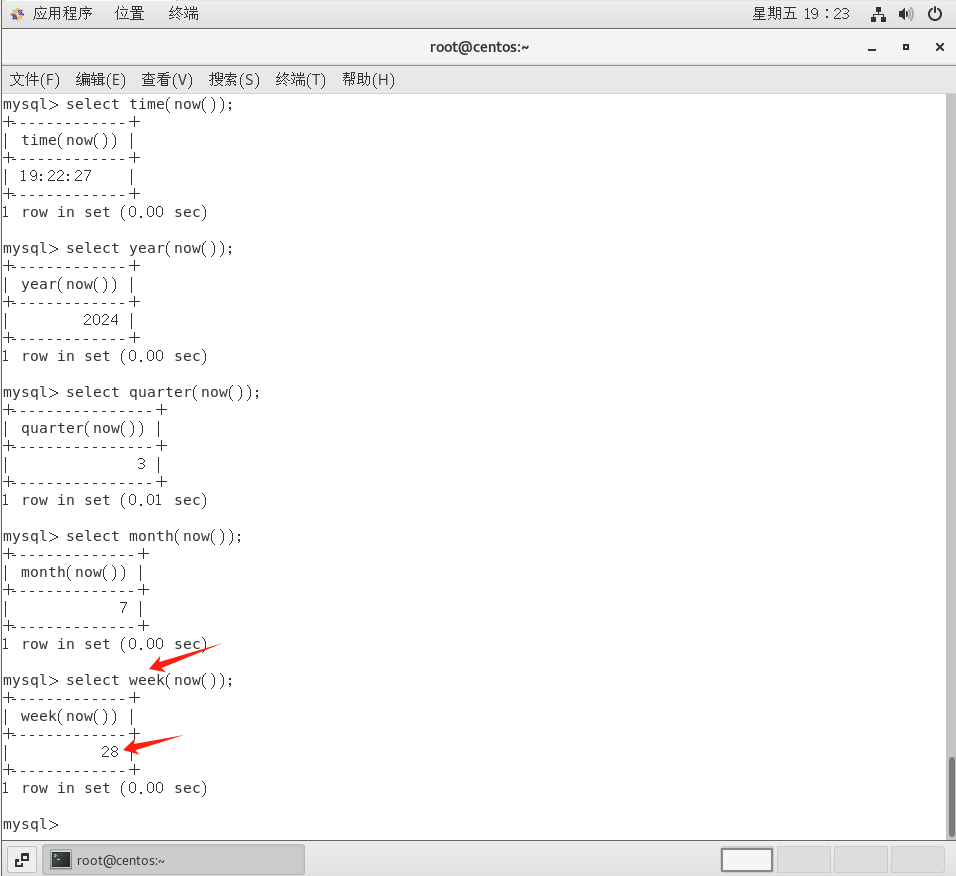 应用程序 位置 终端 星期五 19：23
root@centos:~
文件(F) 编辑(E) 查看(V) 搜索(S) 终端(T) 帮助(H)
mysql> select time(now());
+-------------+
| time(now()) |
+-------------+
| 19:22:27    |
+-------------+
1 row in set (0.00 sec)
mysql> select year(now());
+-------------+
| year(now()) |
+-------------+
|        2024 |
+-------------+
1 row in set (0.00 sec)
mysql> select quarter(now());
+----------------+
| quarter(now()) |
+----------------+
|              3 |
+----------------+
1 row in set (0.01 sec)
mysql> select month(now());
+--------------+
| month(now()) |
+--------------+
|            7 |
+--------------+
1 row in set (0.00 sec)
mysql> select week(now());
+-------------+
| week(now()) |
+-------------+
|          28 |
+-------------+
1 row in set (0.00 sec)
mysql>
root@centos:~